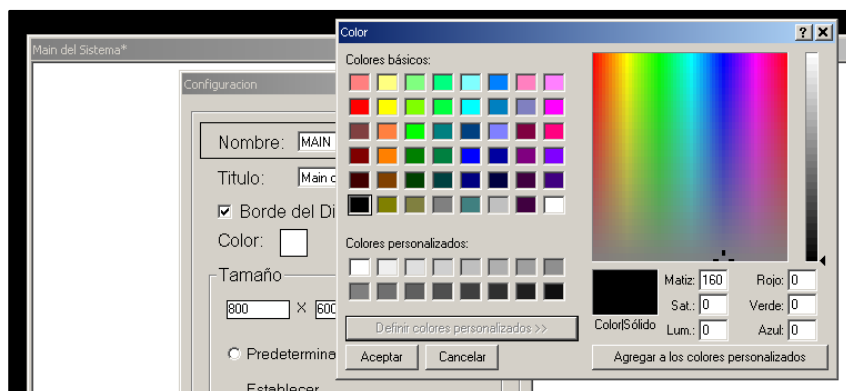 Main del Sistema*
Configuracion
Nombre: MAIN
Titulo: Main
Borde del Di
Color:
Tamaño
800 X 600
Predetermina
Establecer
Color
Colores básicos:
Colores personalizados:
Definir colores personalizados >>
Aceptar Cancelar
Color|Sólido
Matiz: 160 Rojo: 0
Sat.: 0 Verde: 0
Lum.: 0 Azul: 0
Agregar a los colores personalizados